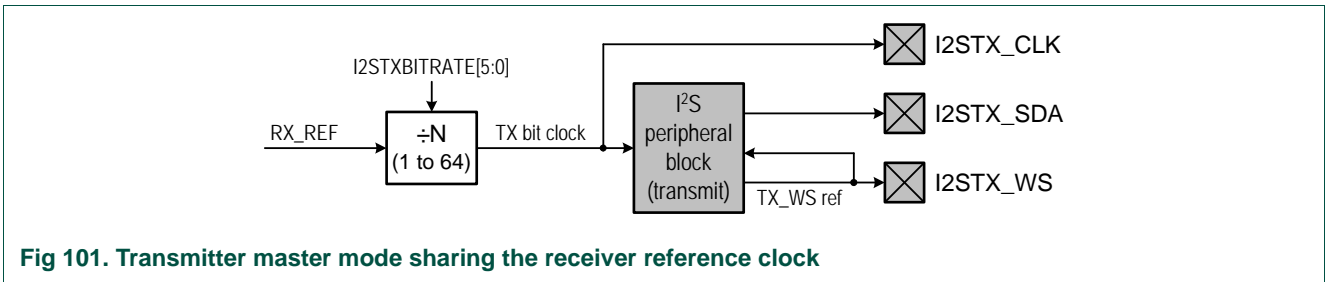 I2STX_CLK
I2STXBITRATE[5:0]
I²S
peripheral
block
(transmit)
I2STX_SDA
RX_REF
÷N
(1 to 64)
TX bit clock
I2STX_WS
TX_WS ref
Fig 101. Transmitter master mode sharing the receiver reference clock